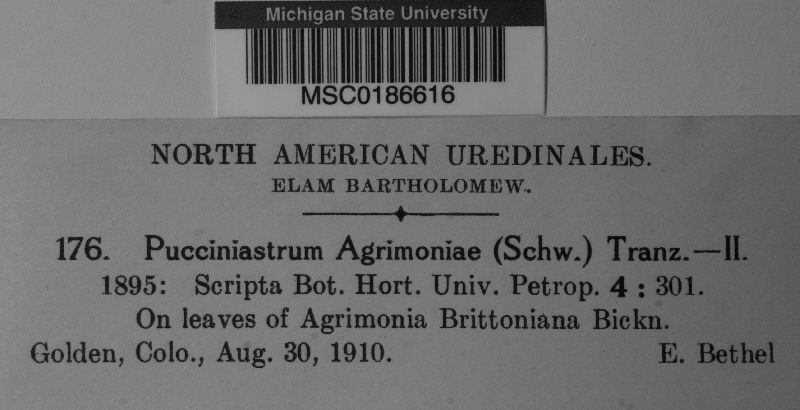 Michigan State University
MSC0186616
NORTH AMERICAN UREDINALES.
ELAM BARTHOLOMEW.
176. Pucciniastrum Agrimoniae (Schw.) Tranz.—II.
1895: Scripta Bot. Hort. Univ. Petrop. 4 : 301.
On leaves of Agrimonia Brittoniana Bickn.
Golden, Colo., Aug. 30, 1910. E. Bethel